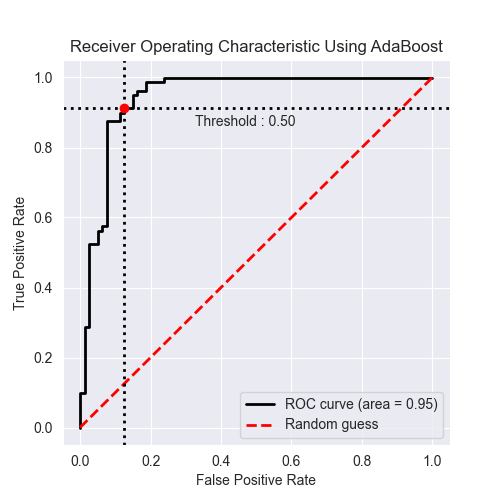 Receiver Operating Characteristic Using AdaBoost
1.0
Threshold : 0.50
0.8
0.6
True Positive Rate
0.4
0.2
ROC curve (area = 0.95)
Random guess
0.0
0.0 0.2 0.4 0.6 0.8 1.0
False Positive Rate